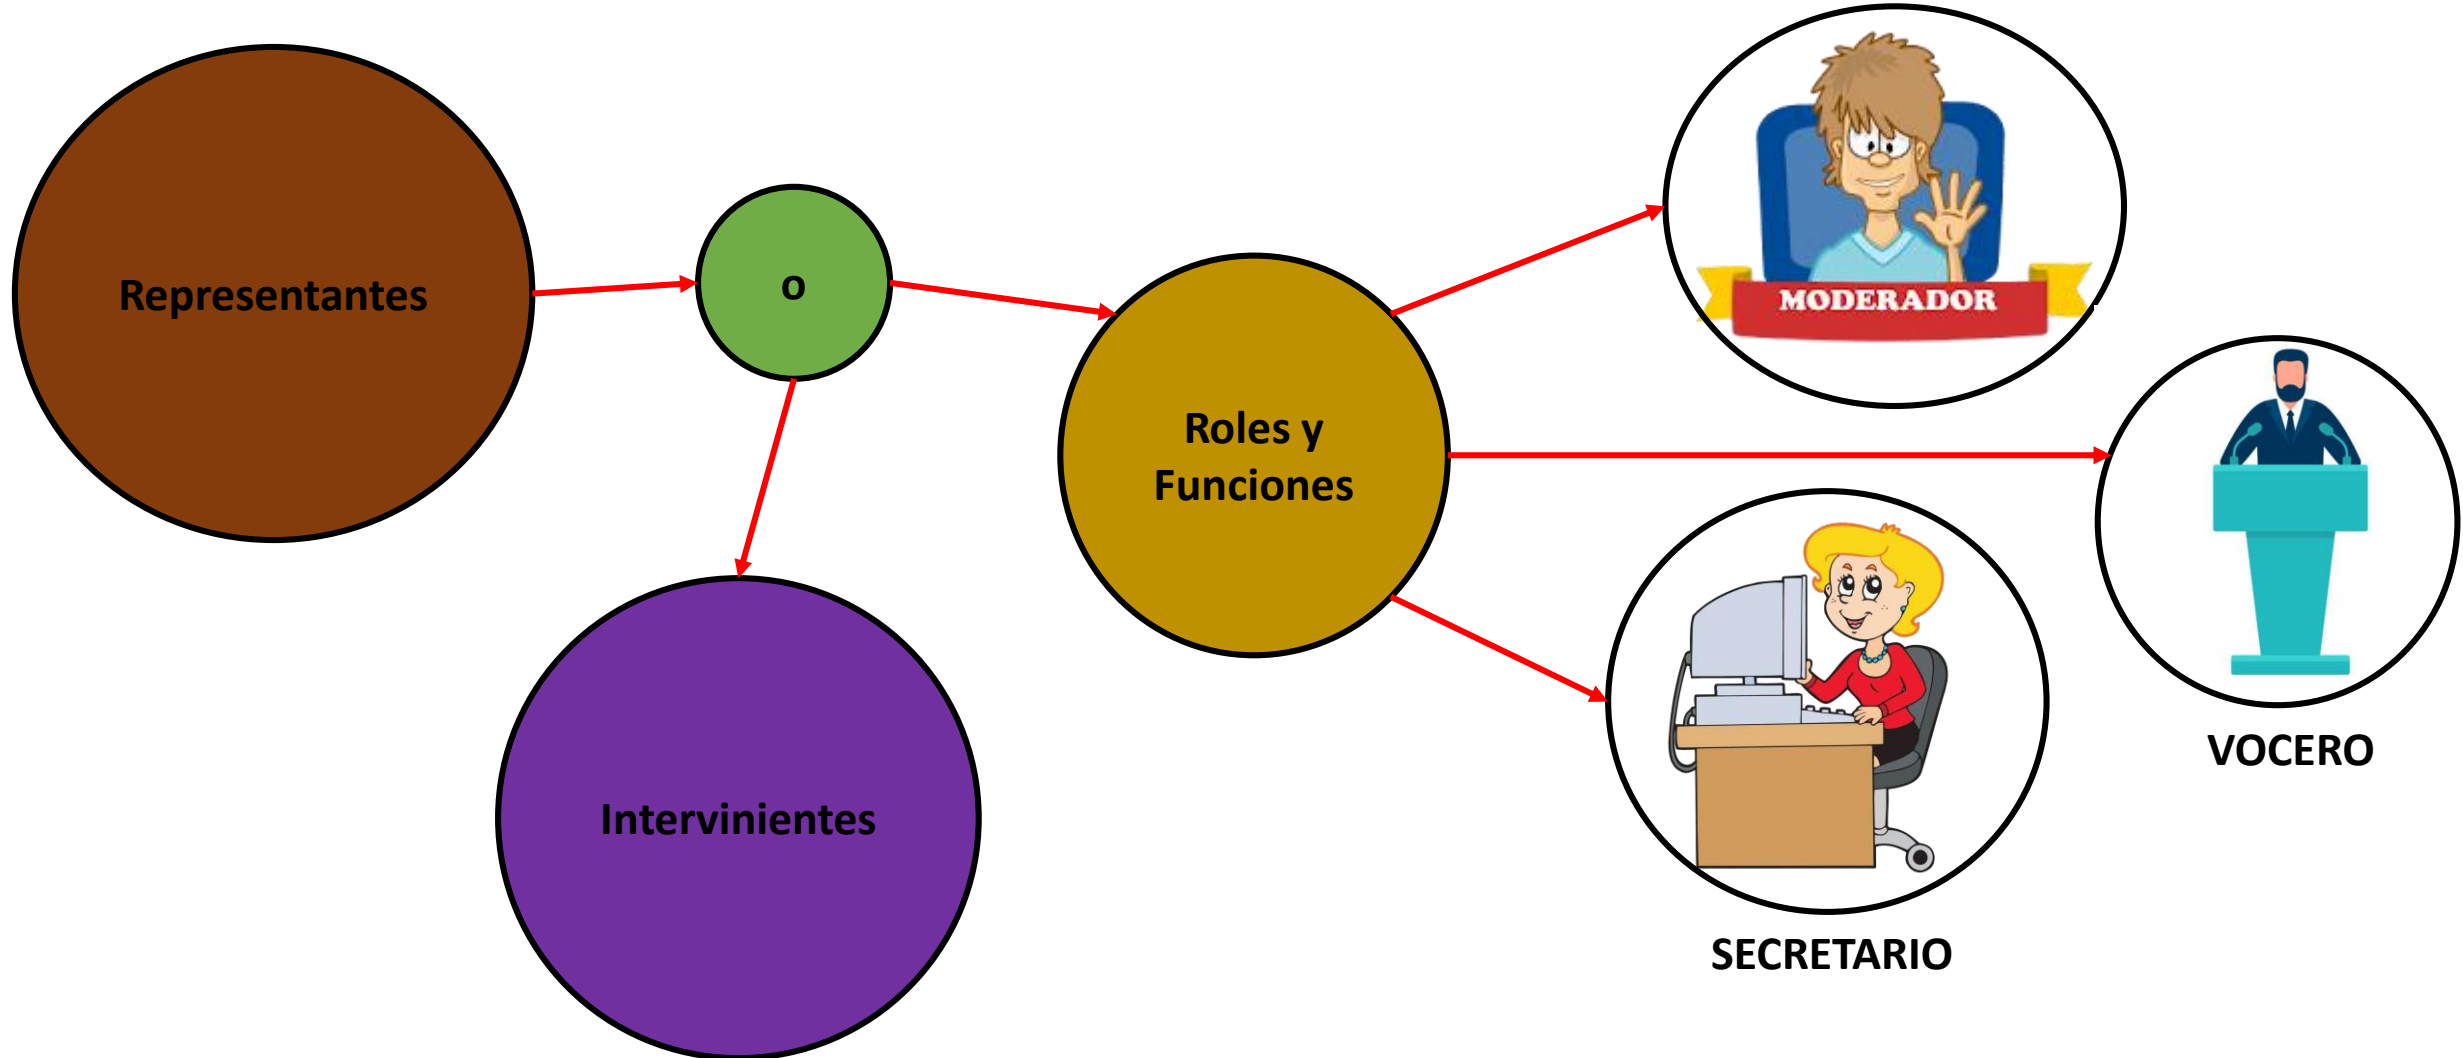 Representantes
o
Intervinientes
Roles y
Funciones
MODERADOR
VOCERO
SECRETARIO